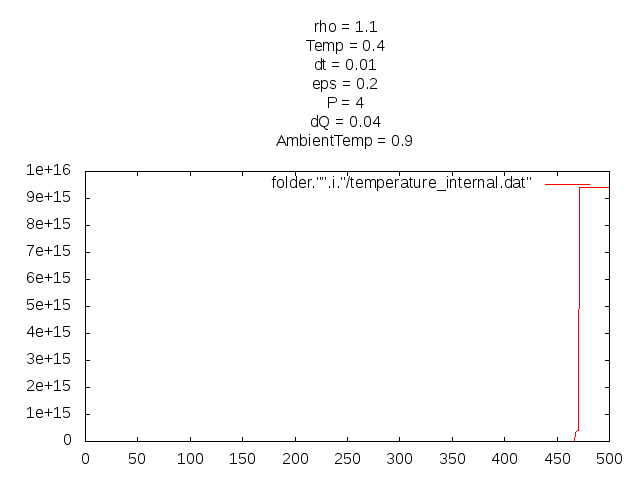 rho = 1.1
Temp = 0.4
dt = 0.01
eps = 0.2
P = 4
dQ = 0.04
AmbientTemp = 0.9
1e+16
folder."".i."/temperature_internal.dat"
9e+15
8e+15
7e+15
6e+15
5e+15
4e+15
3e+15
2e+15
1e+15
0
0 50 100 150 200 250 300 350 400 450 500